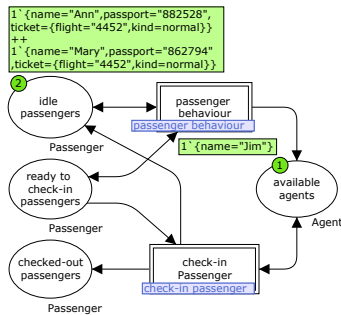 1`{name="Ann",passport="882528",
ticket={flight="4452",kind=normal}}
++
1`{name="Mary",passport="862794"
,ticket={flight="4452",kind=normal}}
2
idle
passengers
Passenger
passenger
behaviour
passenger behaviour
1`{name="Jim"}
1
available
agents
Agent
ready to
check-in
passengers
Passenger
checked-out
passengers
Passenger
check-in
Passenger
check-in passenger